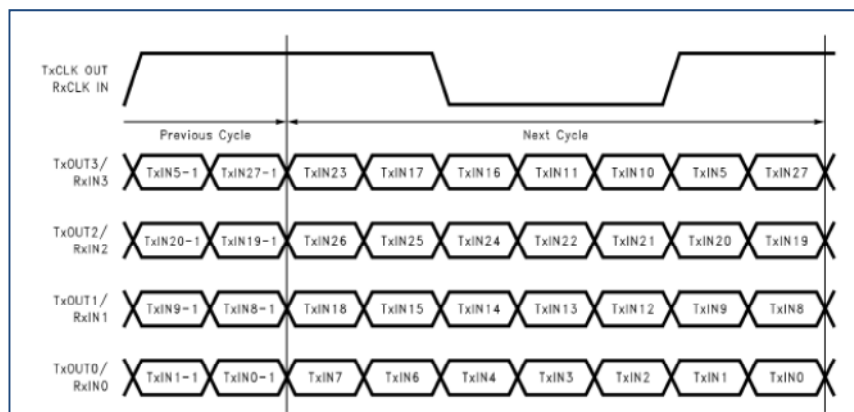 TxCLK OUT
RxCLK IN
Previous Cycle Next Cycle
TxOUT3/
RxIN3
TxIN5-1 TxIN27-1 TxIN23 TxIN17 TxIN16 TxIN11 TxIN10 TxIN5 TxIN27
TxOUT2/
RxIN2
TxIN20-1 TxIN19-1 TxIN26 TxIN25 TxIN24 TxIN22 TxIN21 TxIN20 TxIN19
TxOUT1/
RxIN1
TxIN9-1 TxIN8-1 TxIN18 TxIN15 TxIN14 TxIN13 TxIN12 TxIN9 TxIN8
TxOUT0/
RxIN0
TxIN1-1 TxIN0-1 TxIN7 TxIN6 TxIN4 TxIN3 TxIN2 TxIN1 TxIN0